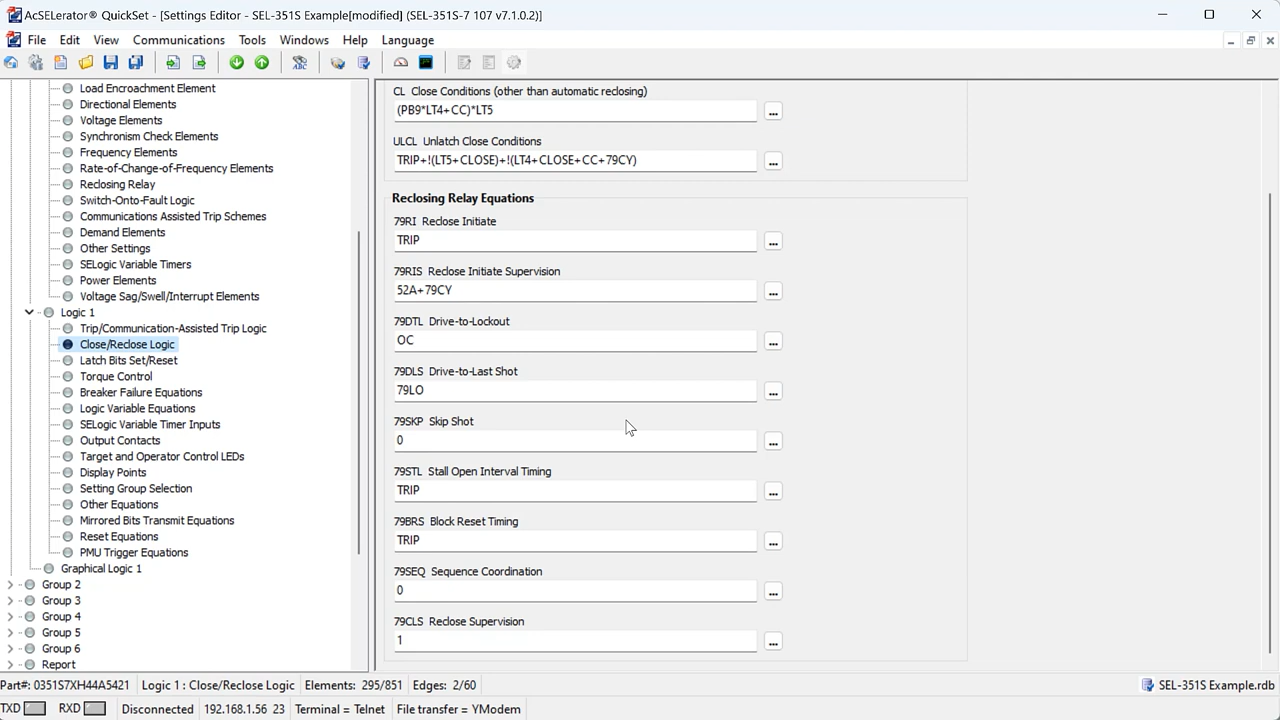 AcSELerator® QuickSet - [Settings Editor - SEL-351S Example[modified] (SEL-351S-7 107 v7.1.0.2)]
File Edit View Communications Tools Windows Help Language
Load Encroachment Element
Directional Elements
Voltage Elements
Synchronism Check Elements
Frequency Elements
Rate-of-Change-of-Frequency Elements
Reclosing Relay
Switch-Onto-Fault Logic
Communications Assisted Trip Schemes
Demand Elements
Other Settings
SELogic Variable Timers
Power Elements
Voltage Sag/Swell/Interrupt Elements
Logic 1
Trip/Communication-Assisted Trip Logic
Close/Reclose Logic
Latch Bits Set/Reset
Torque Control
Breaker Failure Equations
Logic Variable Equations
SELogic Variable Timer Inputs
Output Contacts
Target and Operator Control LEDs
Display Points
Setting Group Selection
Other Equations
Mirrored Bits Transmit Equations
Reset Equations
PMU Trigger Equations
Graphical Logic 1
Group 2
Group 3
Group 4
Group 5
Group 6
Report
CL Close Conditions (other than automatic reclosing)
(PB9*LT4+CC)*LT5
...
ULCL Unlatch Close Conditions
TRIP+!(LT5+CLOSE)+!(LT4+CLOSE+CC+79CY)
...
Reclosing Relay Equations
79RI Reclose Initiate
TRIP
...
79RIS Reclose Initiate Supervision
52A+79CY
...
79DTL Drive-to-Lockout
OC
...
79DLS Drive-to-Last Shot
79LO
...
79SKP Skip Shot
0
...
79STL Stall Open Interval Timing
TRIP
...
79BRS Block Reset Timing
TRIP
...
79SEQ Sequence Coordination
0
...
79CLS Reclose Supervision
1
...
Part#: 0351S7XH44A5421 Logic 1 : Close/Reclose Logic Elements: 295/851 Edges: 2/60 SEL-351S Example.rdb
TXD RXD Disconnected 192.168.1.56 23 Terminal = Telnet File transfer = YModem